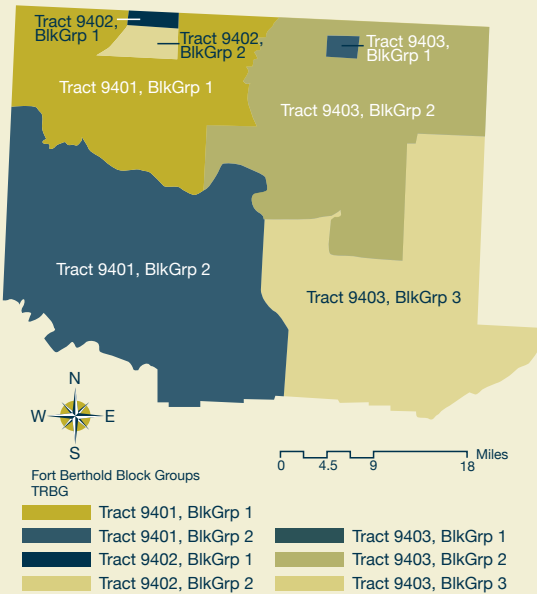 Tract 9402,
BlkGrp 1
Tract 9402,
BlkGrp 2
Tract 9403,
BlkGrp 1
Tract 9401, BlkGrp 1
Tract 9403, BlkGrp 2
Tract 9401, BlkGrp 2
Tract 9403, BlkGrp 3
N
W E
S
Miles
0 4.5 9 18
Fort Berthold Block Groups
TRBG
Tract 9401, BlkGrp 1
Tract 9401, BlkGrp 2
Tract 9402, BlkGrp 1
Tract 9402, BlkGrp 2
Tract 9403, BlkGrp 1
Tract 9403, BlkGrp 2
Tract 9403, BlkGrp 3